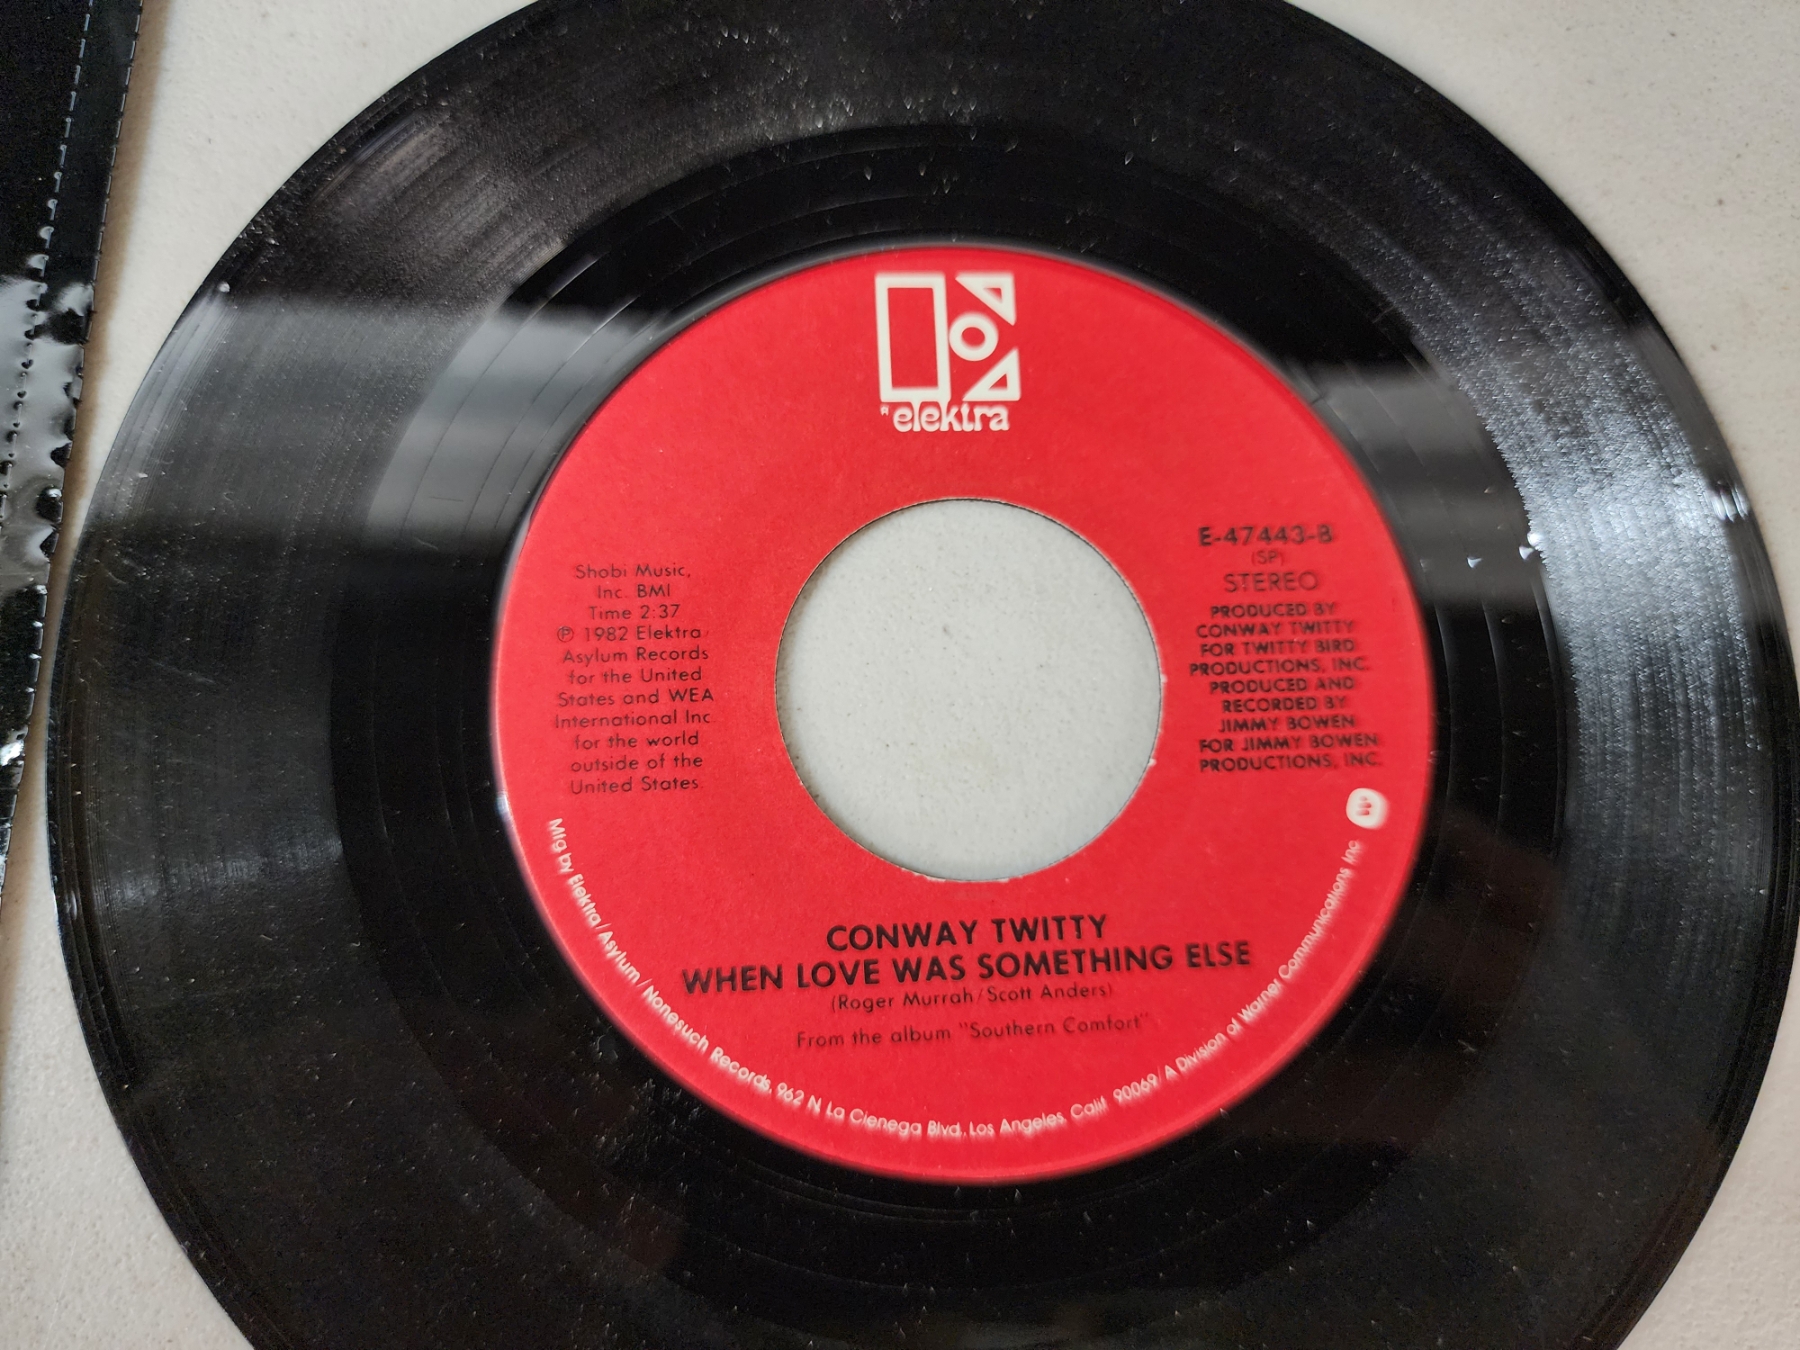 elektra
Shobi Music,
Inc. BMI
Time 2:37
℗ 1982 Elektra
Asylum Records
for the United
States and WEA
International Inc
for the world
outside of the
United States
E-47443-B
(SP)
STEREO
PRODUCED BY
CONWAY TWITTY
FOR TWITTY BIRD
PRODUCTIONS, INC.
PRODUCED AND
RECORDED BY
JIMMY BOWEN
FOR JIMMY BOWEN
PRODUCTIONS, INC.
CONWAY TWITTY
WHEN LOVE WAS SOMETHING ELSE
(Roger Murrah/Scott Anders)
From the album "Southern Comfort"
Mfg by Elektra/Asylum/Nonesuch Records, 962 N La Cienega Blvd., Los Angeles, Calif 90069/A Division of Warner Communications Inc